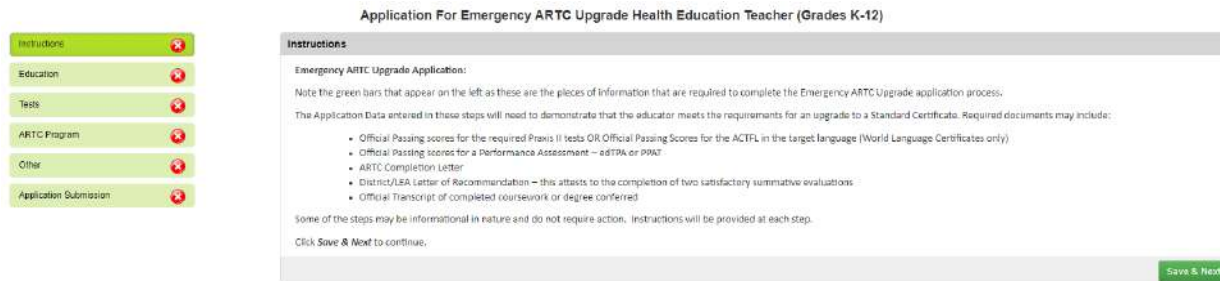 Application For Emergency ARTC Upgrade Health Education Teacher (Grades K-12)
Instructions
Education
Tests
ARTC Program
Other
Application Submission
Instructions
Emergency ARTC Upgrade Application:
Note the green bars that appear on the left as these are the pieces of information that are required to complete the Emergency ARTC Upgrade application process.
The Application Data entered in these steps will need to demonstrate that the educator meets the requirements for an upgrade to a Standard Certificate. Required documents may include:
• Official Passing scores for the required Praxis II tests OR Official Passing Scores for the ACTFL in the target language (World Language Certificates only)
• Official Passing scores for a Performance Assessment – edTPA or PPAT
• ARTC Completion Letter
• District/LEA Letter of Recommendation – this attests to the completion of two satisfactory summative evaluations
• Official Transcript of completed coursework or degree conferred
Some of the steps may be informational in nature and do not require action. Instructions will be provided at each step.
Click Save & Next to continue.
Save & Next